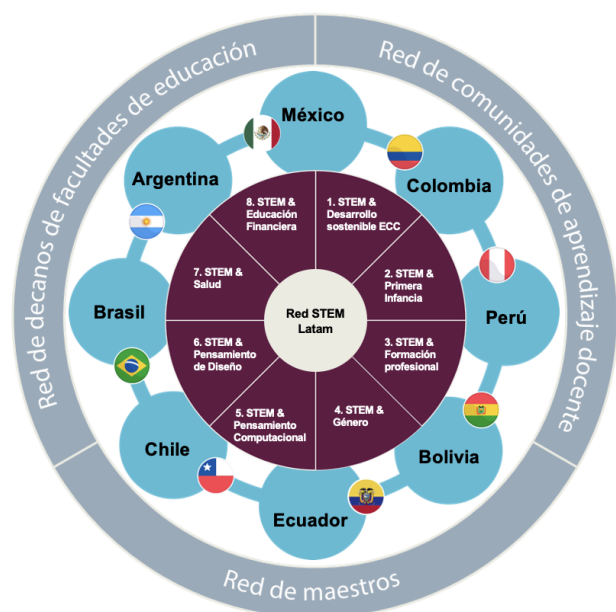 Red de decanos de facultades de educación
Red de comunidades de aprendizaje docente
Red de maestros
México
Colombia
Perú
Bolivia
Ecuador
Chile
Brasil
Argentina
8. STEM &
Educación
Financiera
1. STEM &
Desarrollo
sostenible ECC
2. STEM &
Primera
Infancia
3. STEM &
Formación
profesional
4. STEM &
Género
5. STEM &
Pensamiento
Computacional
6. STEM &
Pensamiento
de Diseño
7. STEM &
Salud
Red STEM
Latam